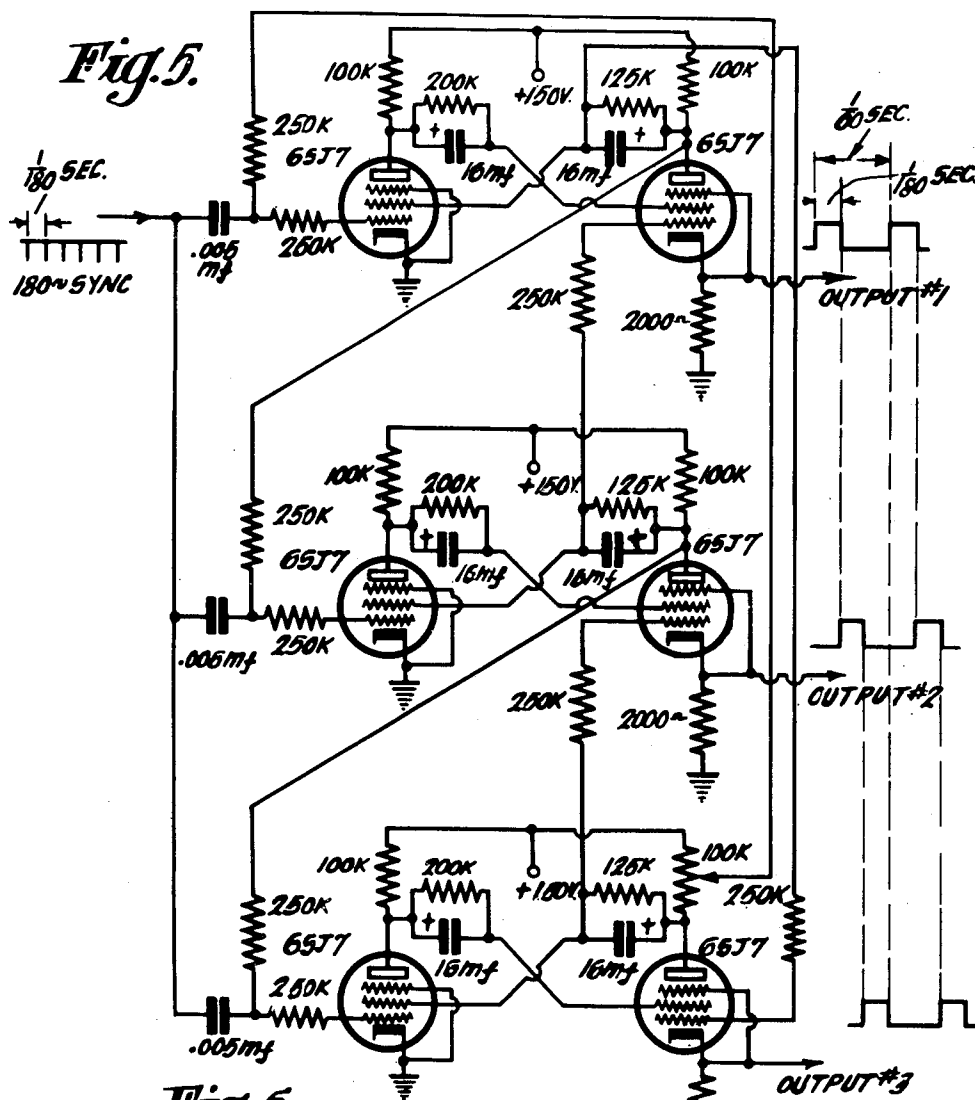 Fig. 5.
100K
200K
+150V.
125K
100K
250K
6SJ7
16mf
16mf
6SJ7
1/60 SEC.
1/180 SEC.
1/180 SEC.
180~ SYNC
.005 mf
250K
250K
2000~
OUTPUT #1
100K
200K
+150V.
125K
100K
250K
6SJ7
16mf
16mf
6SJ7
.005mf
250K
250K
2000~
OUTPUT #2
100K
200K
+150V.
125K
100K
250K
250K
6SJ7
16mf
16mf
6SJ7
250K
.005mf
OUTPUT #3